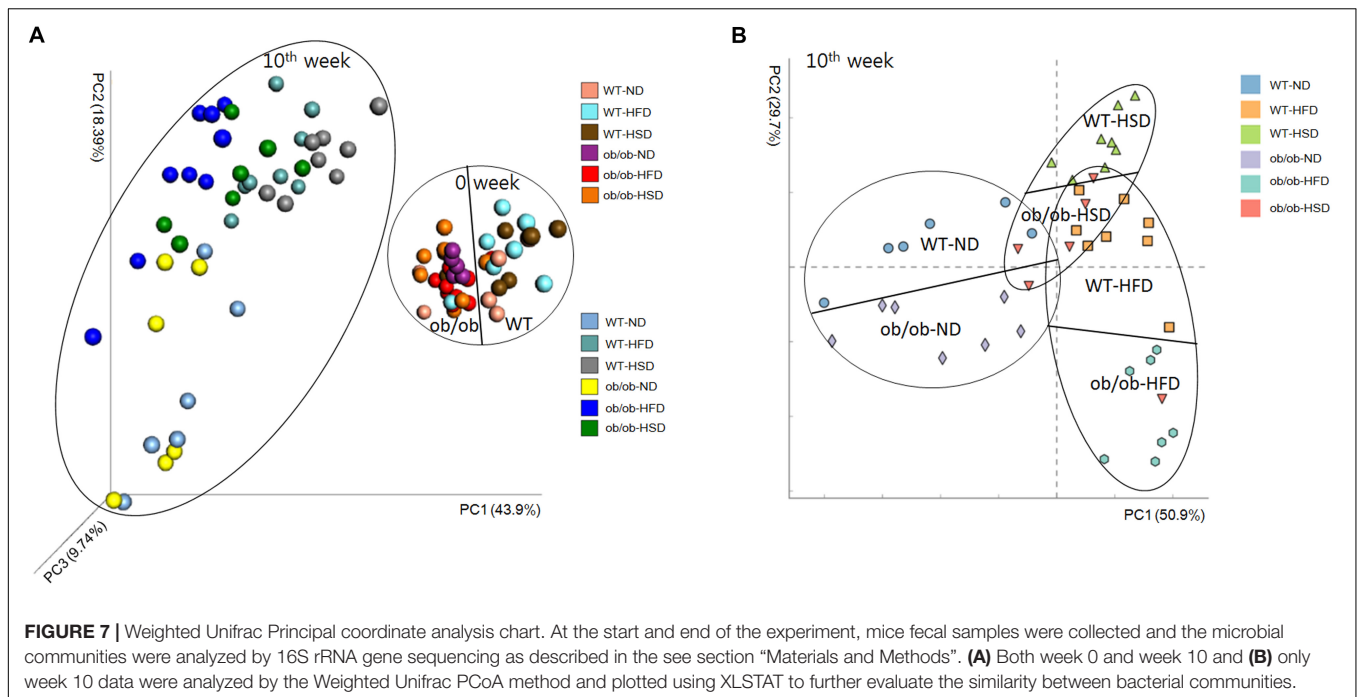 A
10th week
PC2 (18.39%)
PC1 (43.9%)
PC3 (9.74%)
WT-ND
WT-HFD
WT-HSD
ob/ob-ND
ob/ob-HFD
ob/ob-HSD
0 week
ob/ob
WT
WT-ND
WT-HFD
WT-HSD
ob/ob-ND
ob/ob-HFD
ob/ob-HSD
B
10th week
PC2 (29.7%)
PC1 (50.9%)
WT-HSD
ob/ob-HSD
WT-ND
WT-HFD
ob/ob-ND
ob/ob-HFD
WT-ND
WT-HFD
WT-HSD
ob/ob-ND
ob/ob-HFD
ob/ob-HSD
FIGURE 7 | Weighted Unifrac Principal coordinate analysis chart. At the start and end of the experiment, mice fecal samples were collected and the microbial
communities were analyzed by 16S rRNA gene sequencing as described in the see section “Materials and Methods”. (A) Both week 0 and week 10 and (B) only
week 10 data were analyzed by the Weighted Unifrac PCoA method and plotted using XLSTAT to further evaluate the similarity between bacterial communities.